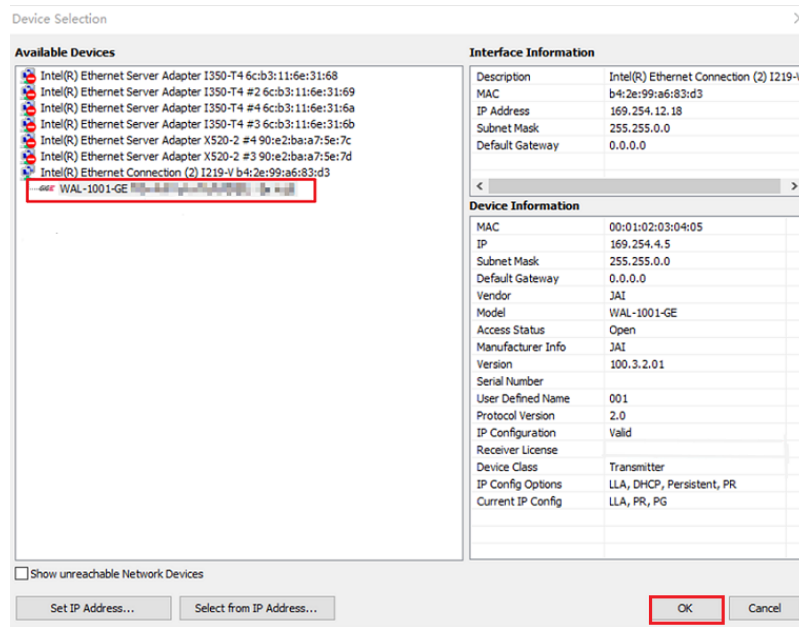 Device Selection
Available Devices
Intel(R) Ethernet Server Adapter I350-T4 6c:b3:11:6e:31:68
Intel(R) Ethernet Server Adapter I350-T4 #2 6c:b3:11:6e:31:69
Intel(R) Ethernet Server Adapter I350-T4 #4 6c:b3:11:6e:31:6a
Intel(R) Ethernet Server Adapter I350-T4 #3 6c:b3:11:6e:31:6b
Intel(R) Ethernet Server Adapter X520-2 #4 90:e2:ba:a7:5e:7c
Intel(R) Ethernet Server Adapter X520-2 #3 90:e2:ba:a7:5e:7d
Intel(R) Ethernet Connection (2) I219-V b4:2e:99:a6:83:d3
WAL-1001-GE
Show unreachable Network Devices
Set IP Address...
Select from IP Address...
Interface Information
Description Intel(R) Ethernet Connection (2) I219-V
MAC b4:2e:99:a6:83:d3
IP Address 169.254.12.18
Subnet Mask 255.255.0.0
Default Gateway 0.0.0.0
Device Information
MAC 00:01:02:03:04:05
IP 169.254.4.5
Subnet Mask 255.255.0.0
Default Gateway 0.0.0.0
Vendor JAI
Model WAL-1001-GE
Access Status Open
Manufacturer Info JAI
Version 100.3.2.01
Serial Number
User Defined Name 001
Protocol Version 2.0
IP Configuration Valid
Receiver License
Device Class Transmitter
IP Config Options LLA, DHCP, Persistent, PR
Current IP Config LLA, PR, PG
OK
Cancel